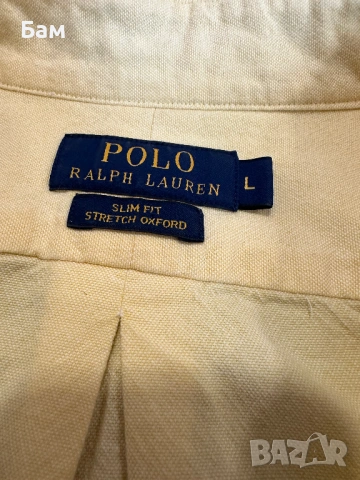 Бам
POLO
RALPH LAUREN
L
SLIM FIT
STRETCH OXFORD
BAZAR